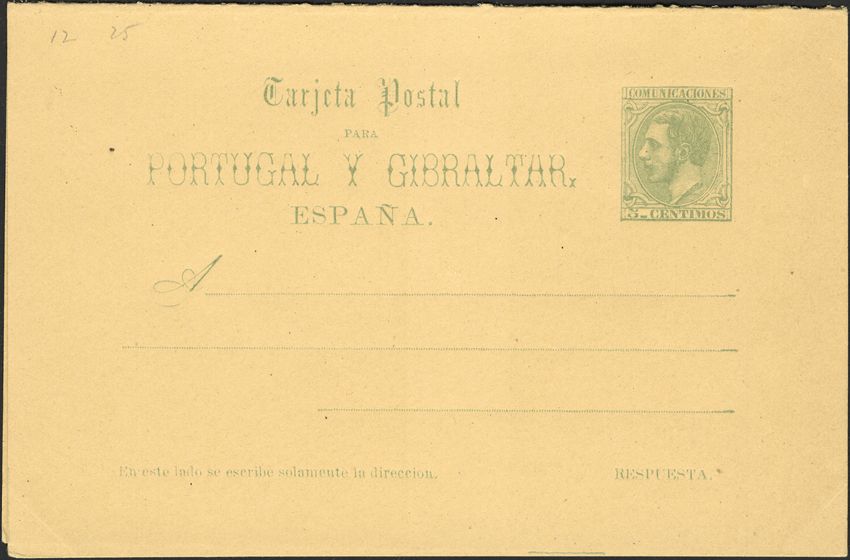 12 25
Tarjeta Postal
PARA
PORTUGAL Y GIBRALTAR.
ESPAÑA.
COMUNICACIONES
5 CENTIMOS
A
En este lado se escribe solamente la direccion.
RESPUESTA.